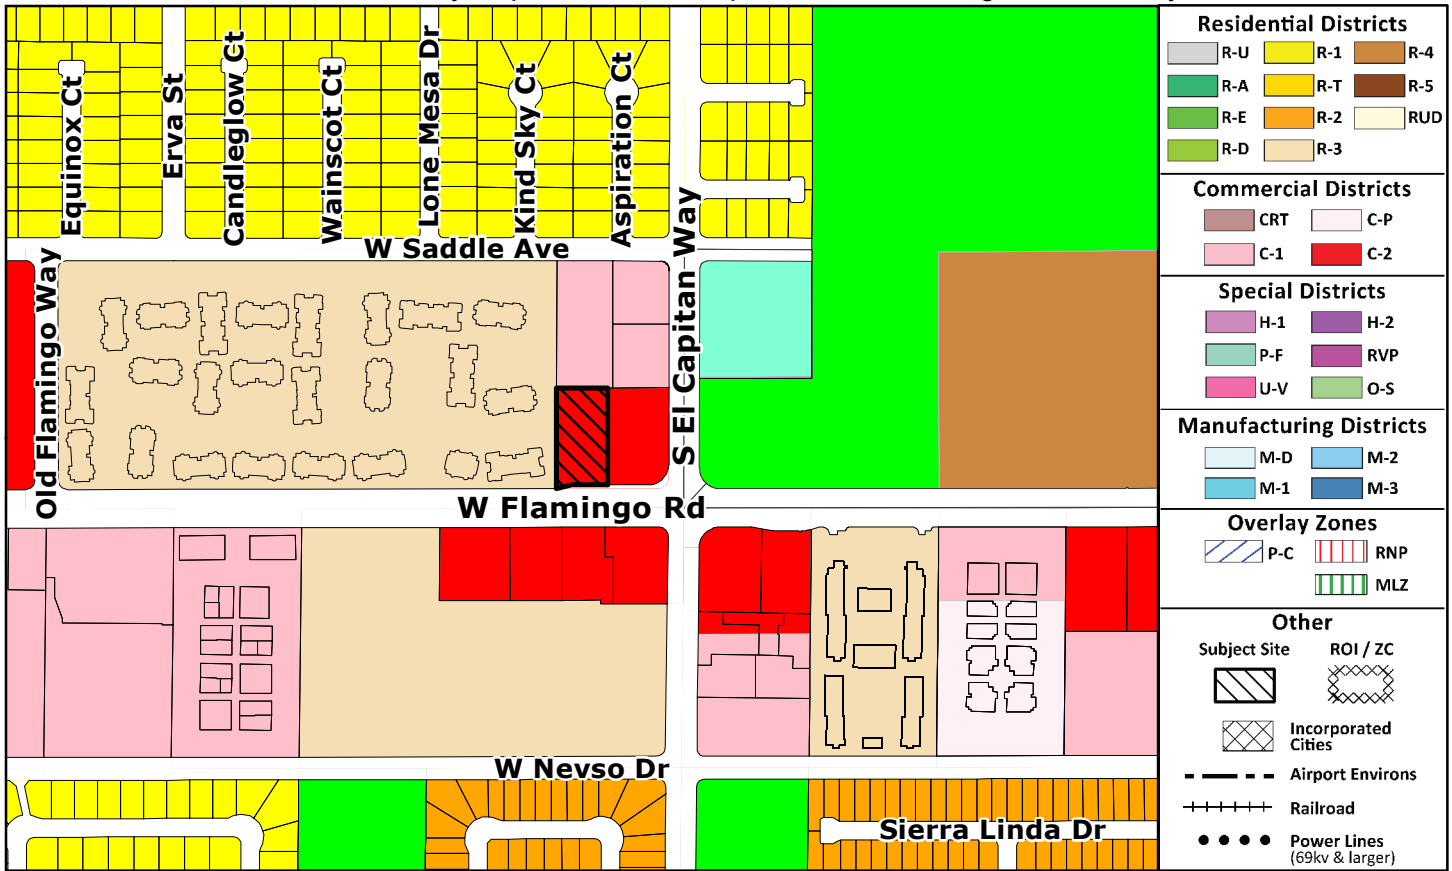 Equinox Ct
Erva St
Candleglow Ct
Wainscot Ct
Lone Mesa Dr
Kind Sky Ct
Aspiration Ct
W Saddle Ave
Old Flamingo Way
S El Capitan Way
W Flamingo Rd
W Nevso Dr
Sierra Linda Dr
Residential Districts
R-U R-1 R-4
R-A R-T R-5
R-E R-2 RUD
R-D R-3
Commercial Districts
CRT C-P
C-1 C-2
Special Districts
H-1 H-2
P-F RVP
U-V O-S
Manufacturing Districts
M-D M-2
M-1 M-3
Overlay Zones
P-C RNP
MLZ
Other
Subject Site ROI / ZC
Incorporated
Cities
Airport Environs
Railroad
Power Lines
(69kv & larger)